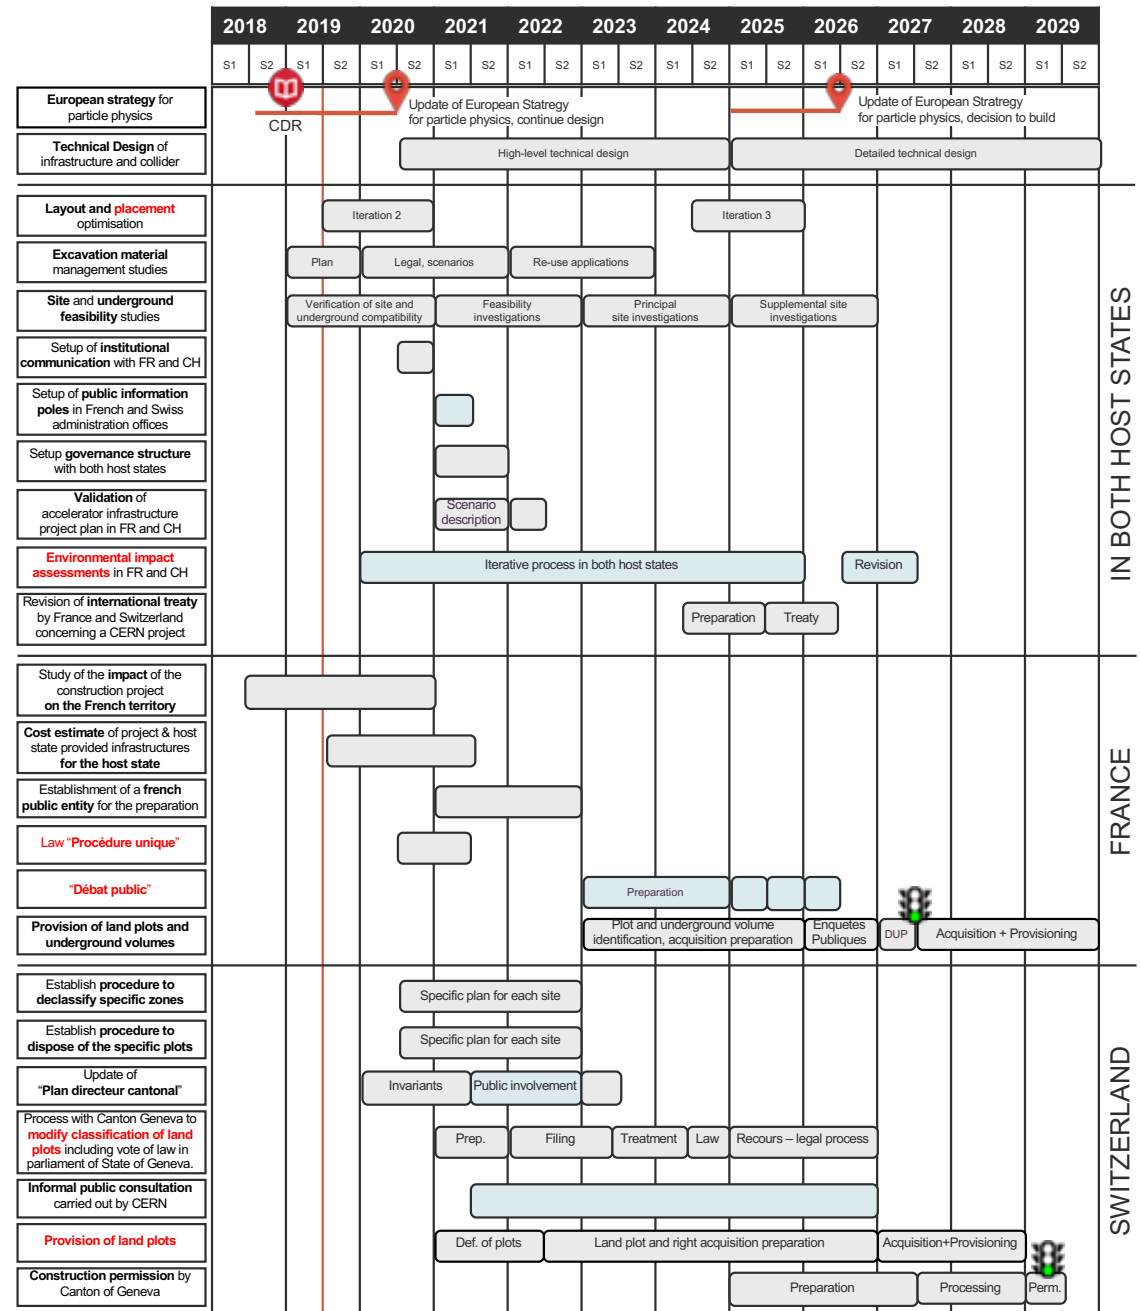 2018 2019 2020 2021 2022 2023 2024 2025 2026 2027 2028 2029
S1 S2 S1 S2 S1 S2 S1 S2 S1 S2 S1 S2 S1 S2 S1 S2 S1 S2 S1 S2 S1 S2 S1 S2
European strategy for
particle physics
CDR
Update of European Statregy
for particle physics, continue design
Update of European Stratregy
for particle physics, decision to build
Technical Design of
infrastructure and collider
High-level technical design
Detailed technical design
IN BOTH HOST STATES
Layout and placement
optimisation
Iteration 2
Iteration 3
Excavation material
management studies
Plan
Legal, scenarios
Re-use applications
Site and underground
feasibility studies
Verification of site and
underground compatibility
Feasibility
investigations
Principal
site investigations
Supplemental site
investigations
Setup of institutional
communication with FR and CH
Setup of public information
poles in French and Swiss
administration offices
Setup governance structure
with both host states
Validation of
accelerator infrastructure
project plan in FR and CH
Scenario
description
Environmental impact
assessments in FR and CH
Iterative process in both host states
Revision
Revision of international treaty
by France and Switzerland
concerning a CERN project
Preparation
Treaty
FRANCE
Study of the impact of the
construction project
on the French territory
Cost estimate of project & host
state provided infrastructures
for the host state
Establishment of a french
public entity for the preparation
Law “Procédure unique”
“Débat public”
Preparation
Provision of land plots and
underground volumes
Plot and underground volume
identification, acquisition preparation
Enquetes
Publiques
DUP
Acquisition + Provisioning
SWITZERLAND
Establish procedure to
declassify specific zones
Specific plan for each site
Establish procedure to
dispose of the specific plots
Specific plan for each site
Update of
“Plan directeur cantonal”
Invariants
Public involvement
Process with Canton Geneva to
modify classification of land
plots including vote of law in
parliament of State of Geneva.
Prep.
Filing
Treatment
Law
Recours – legal process
Informal public consultation
carried out by CERN
Provision of land plots
Def. of plots
Land plot and right acquisition preparation
Acquisition+Provisioning
Construction permission by
Canton of Geneva
Preparation
Processing
Perm.